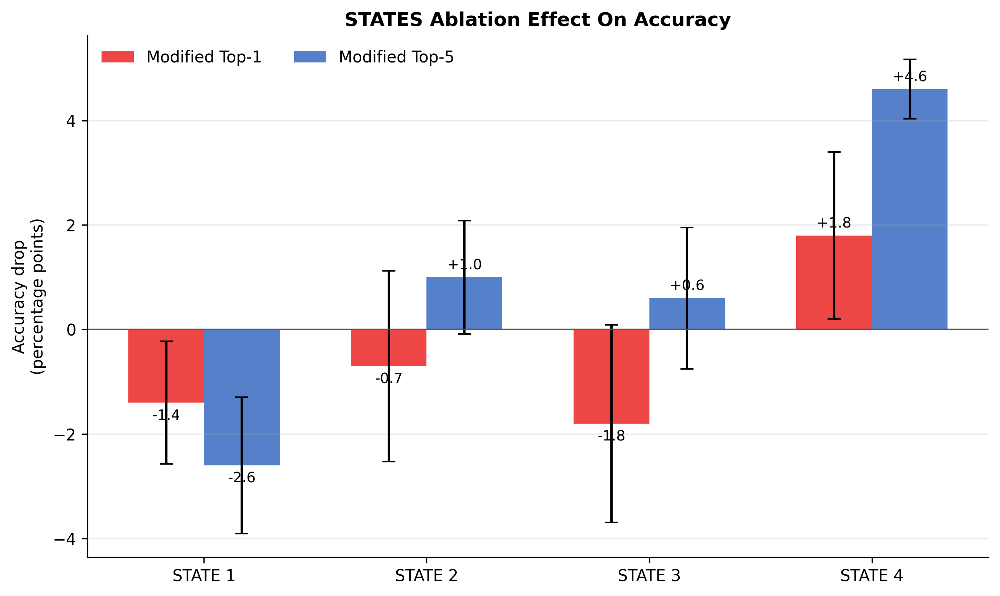 STATES Ablation Effect On Accuracy
Modified Top-1
Modified Top-5
Accuracy drop
(percentage points)
4
2
0
−2
−4
-1.4
-2.6
-0.7
+1.0
-1.8
+0.6
+1.8
+4.6
STATE 1
STATE 2
STATE 3
STATE 4